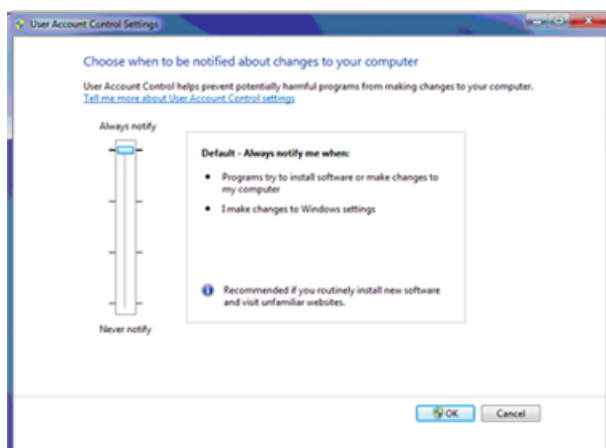 User Account Control Settings
Choose when to be notified about changes to your computer
User Account Control helps prevent potentially harmful programs from making changes to your computer.
Tell me more about User Account Control settings
Always notify
Default - Always notify me when:
Programs try to install software or make changes to
my computer
I make changes to Windows settings
Recommended if you routinely install new software
and visit unfamiliar websites.
Never notify
OK Cancel